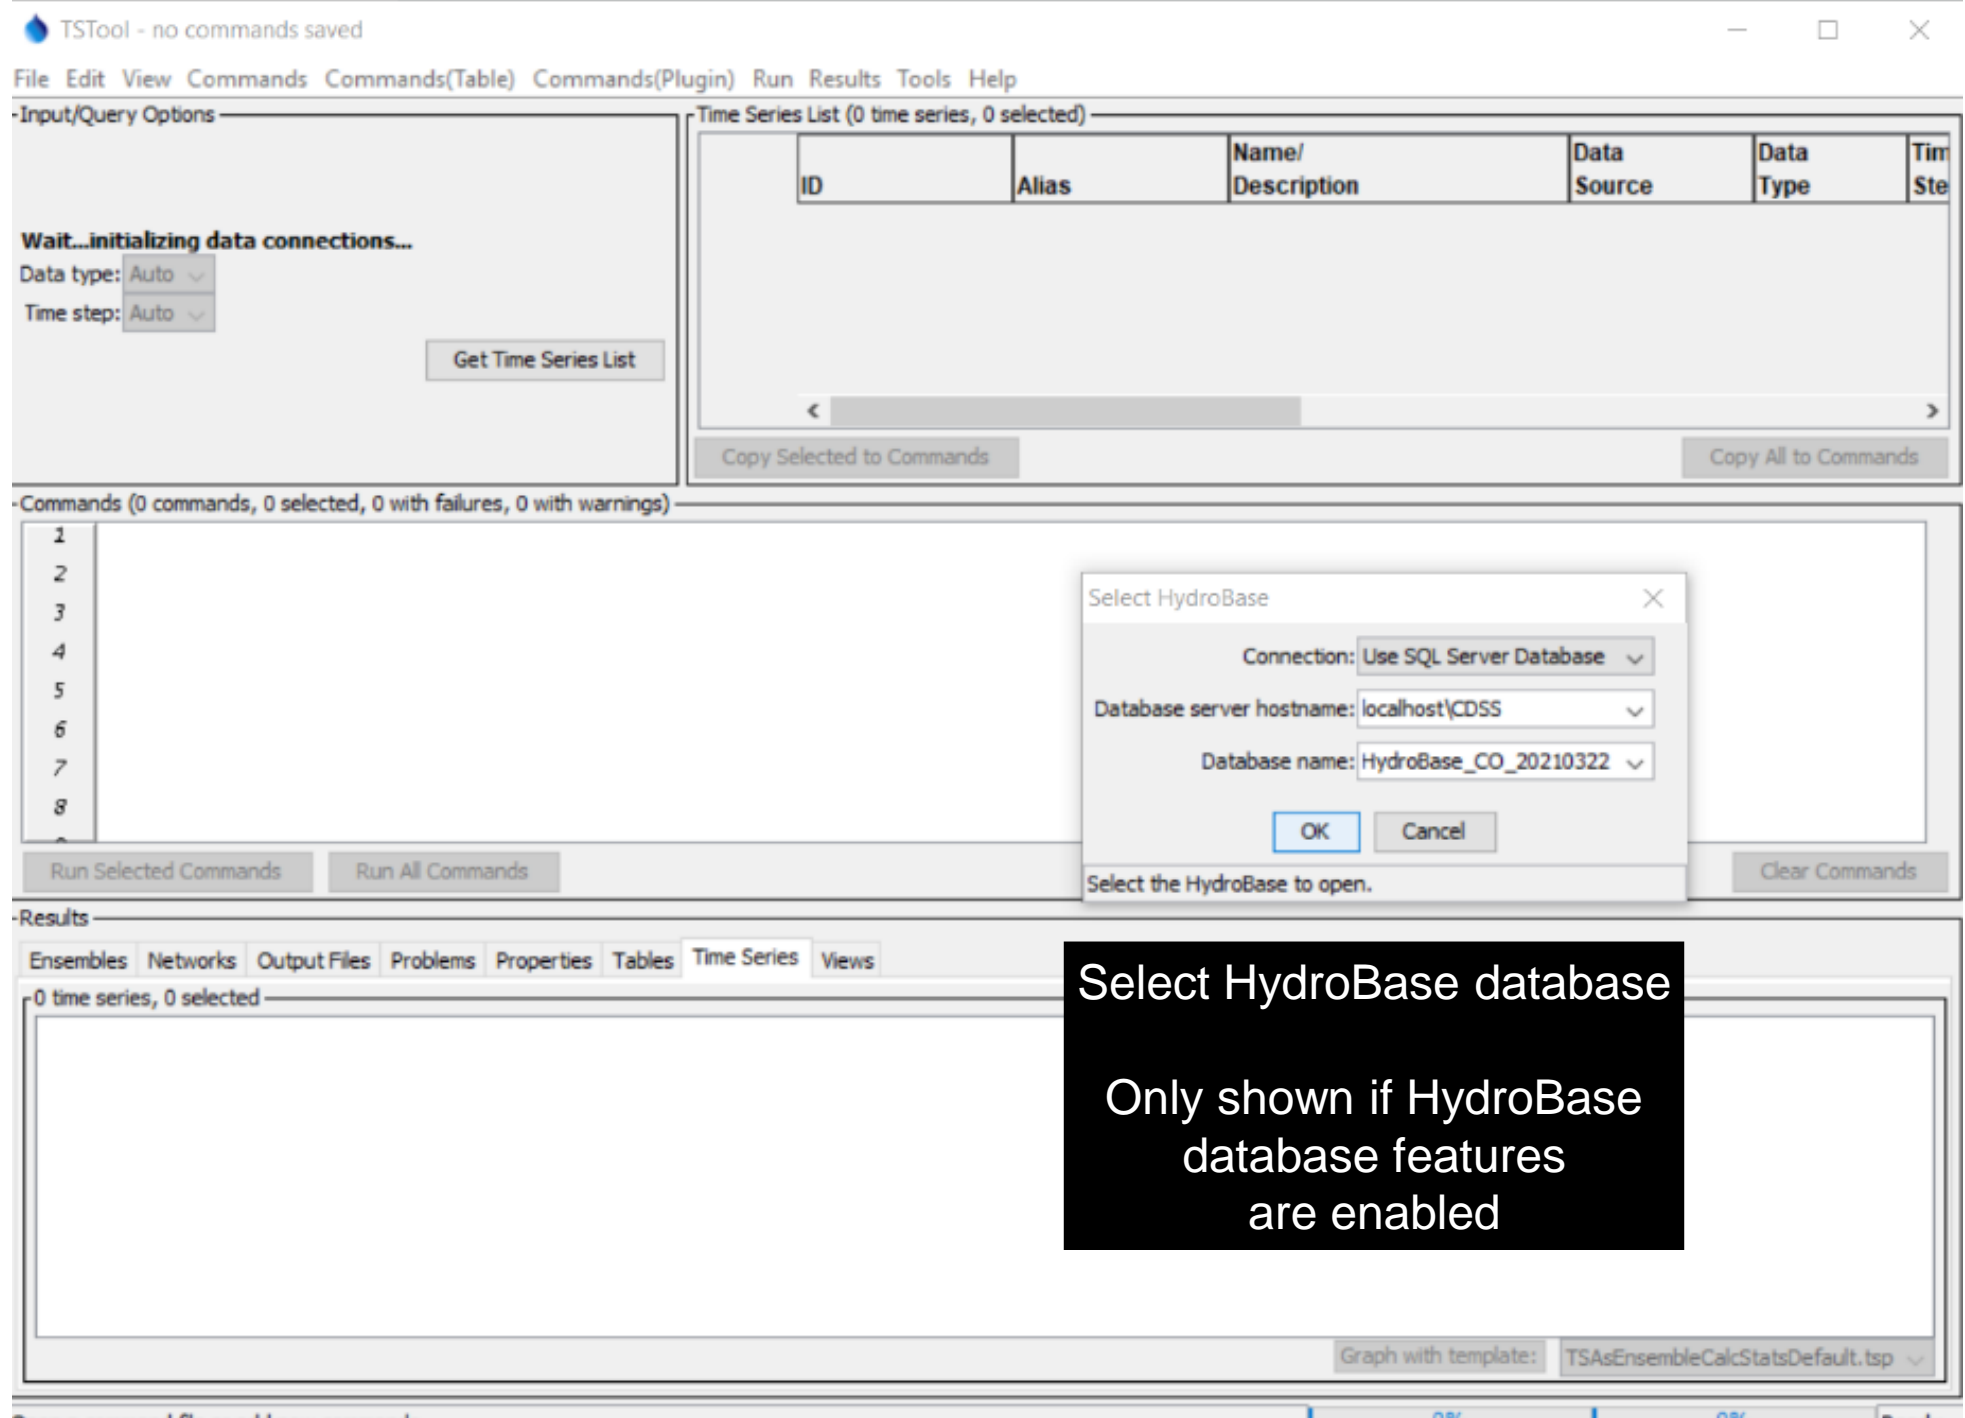 TSTool - no commands saved
File Edit View Commands Commands(Table) Commands(Plugin) Run Results Tools Help
Input/Query Options
Wait...initializing data connections...
Data type: Auto
Time step: Auto
Get Time Series List
Time Series List (0 time series, 0 selected)
ID Alias Name/ Description Data Source Data Type Tim Ste
Copy Selected to Commands Copy All to Commands
Commands (0 commands, 0 selected, 0 with failures, 0 with warnings)
1
2
3
4
5
6
7
8
Select HydroBase
Connection: Use SQL Server Database
Database server hostname: localhost\CDSS
Database name: HydroBase_CO_20210322
OK Cancel
Select the HydroBase to open.
Run Selected Commands Run All Commands Clear Commands
Results
Ensembles Networks Output Files Problems Properties Tables Time Series Views
0 time series, 0 selected
Select HydroBase database
Only shown if HydroBase
database features
are enabled
Graph with template: TSAsEnsembleCalcStatsDefault.tsp